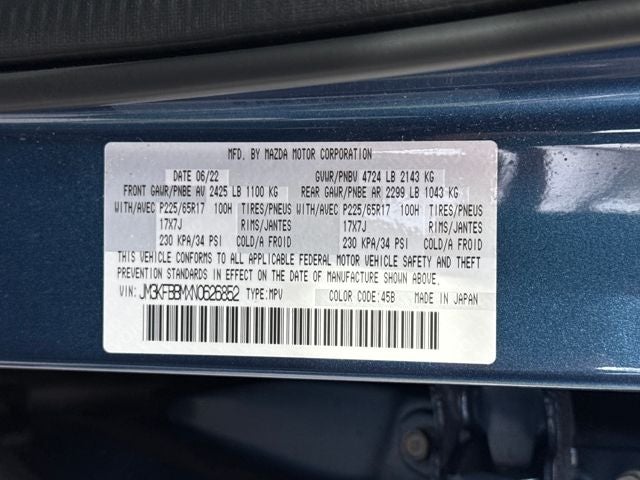 MFD. BY MAZDA MOTOR CORPORATION
DATE 06/22 GVWR/PNBV 4724 LB 2143 KG
FRONT GAWR/PNBE AV 2425 LB 1100 KG REAR GAWR/PNBE AR 2299 LB 1043 KG
WITH/AVEC P225/65R17 100H TIRES/PNEUS WITH/AVEC P225/65R17 100H TIRES/PNEUS
17X7J RIMS/JANTES 17X7J RIMS/JANTES
230 KPA/34 PSI COLD/A FROID 230 KPA/34 PSI COLD/A FROID
THIS VEHICLE CONFORMS TO ALL APPLICABLE FEDERAL MOTOR VEHICLE SAFETY AND THEFT
PREVENTION STANDARDS IN EFFECT ON THE DATE OF MANUFACTURE SHOWN ABOVE.
VIN: JM3KFBBMXN0626852 TYPE:MPV COLOR CODE:45B MADE IN JAPAN